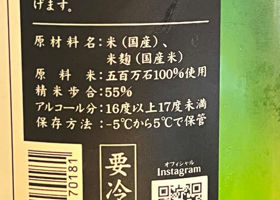 げます。
原材料名：米（国産）、
米麹（国産米）
原料米：五百万石100％使用
精米歩合：55％
アルコール分：16度以上17度未満
保存方法：-5℃から5℃で保管
70181
要冷
オフィシャル
Instagram